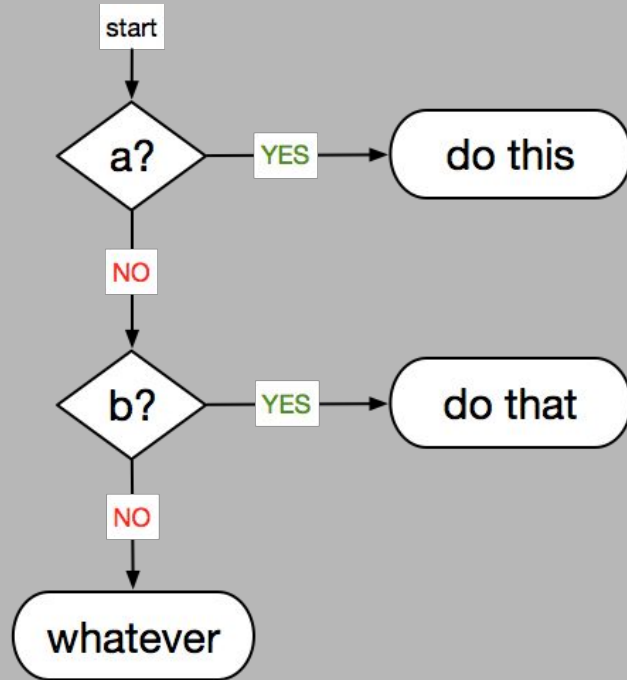 start
a?
YES
do this
NO
b?
YES
do that
NO
whatever